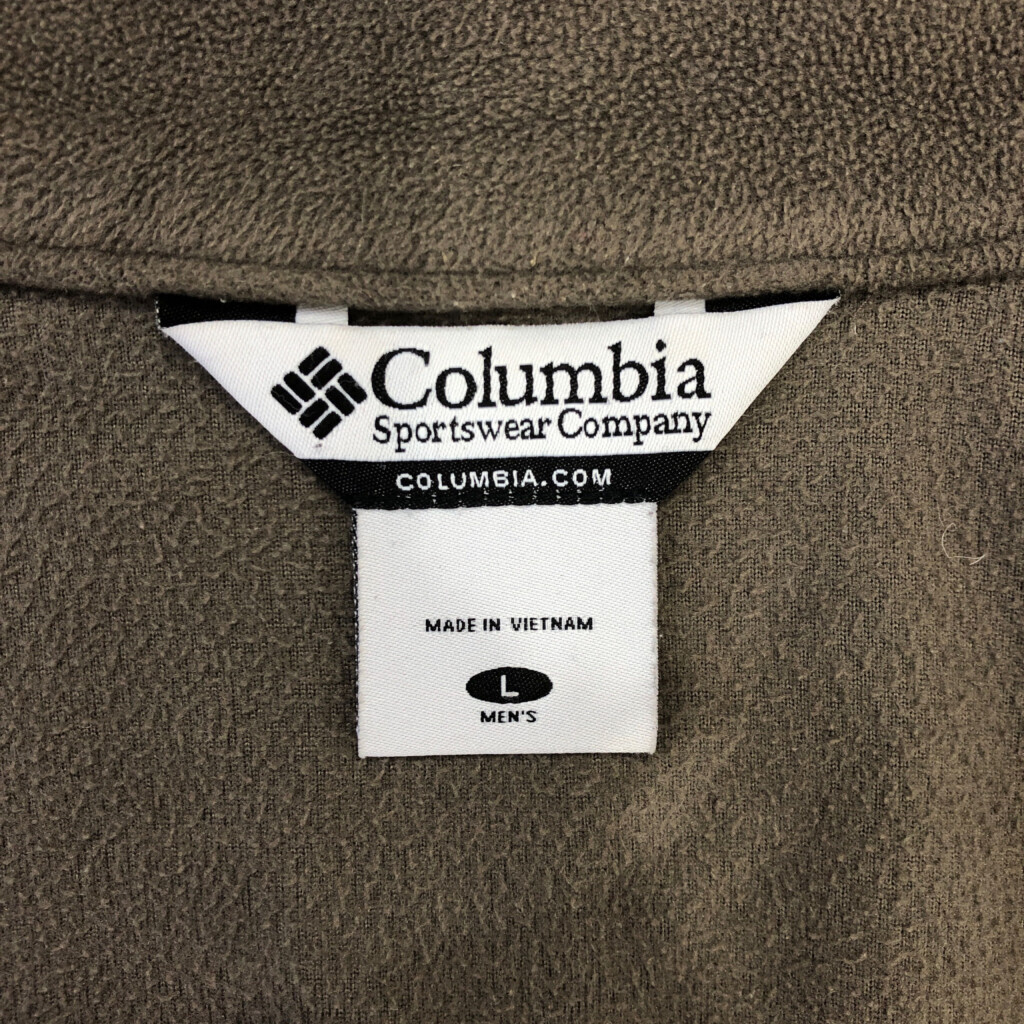 Columbia
Sportswear Company
COLUMBIA.COM
MADE IN VIETNAM
L
MEN'S